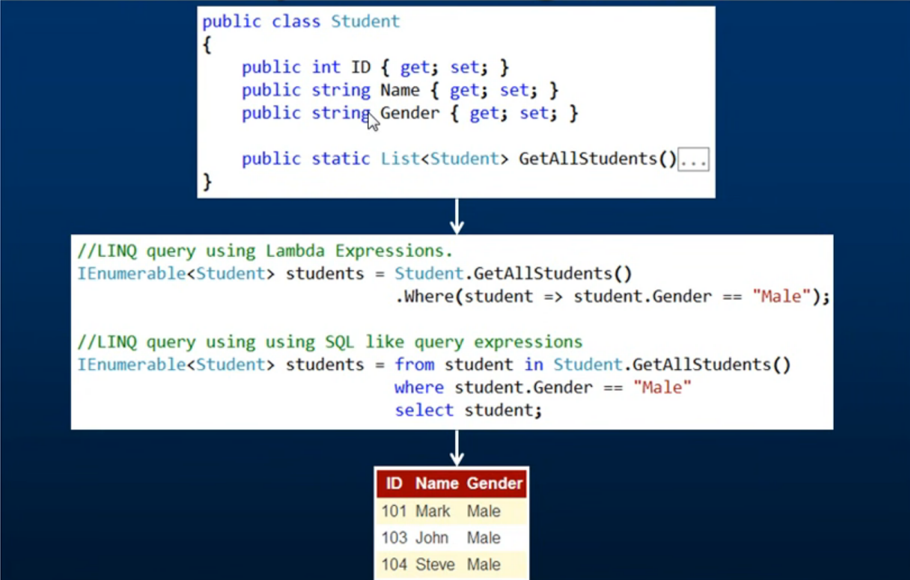 public class Student
{
public int ID { get; set; }
public string Name { get; set; }
public string Gender { get; set; }
public static List<Student> GetAllStudents()...
}
//LINQ query using Lambda Expressions.
IEnumerable<Student> students = Student.GetAllStudents()
.Where(student => student.Gender == "Male");
//LINQ query using using SQL like query expressions
IEnumerable<Student> students = from student in Student.GetAllStudents()
where student.Gender == "Male"
select student;
ID Name Gender
101 Mark Male
103 John Male
104 Steve Male